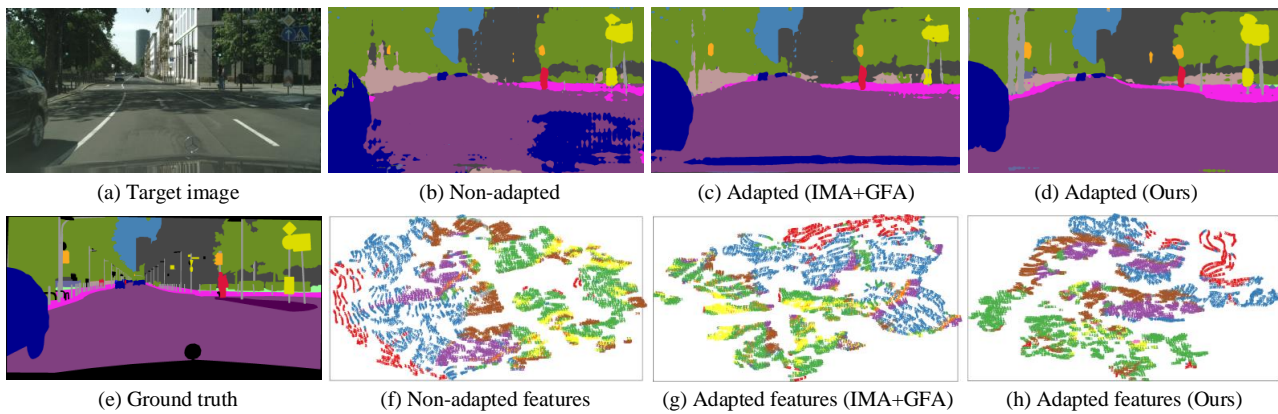 (a) Target image
(b) Non-adapted
(c) Adapted (IMA+GFA)
(d) Adapted (Ours)
(e) Ground truth
(f) Non-adapted features
(g) Adapted features (IMA+GFA)
(h) Adapted features (Ours)